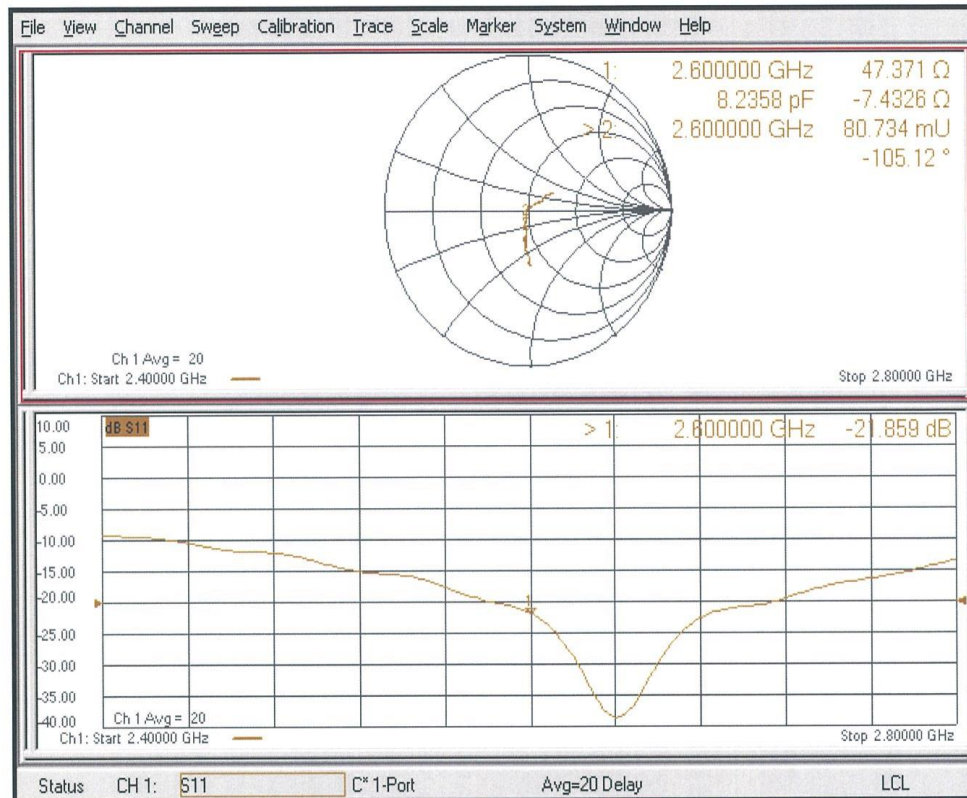 File View Channel Sweep Calibration Trace Scale Marker System Window Help
1: 2.600000 GHz 47.371 Ω
8.2358 pF -7.4326 Ω
> 2: 2.600000 GHz 80.734 mU
-105.12 °
Ch 1 Avg = 20
Ch1: Start 2.40000 GHz
Stop 2.80000 GHz
10.00
dB S11
> 1: 2.600000 GHz -21.859 dB
5.00
0.00
-5.00
-10.00
-15.00
-20.00
1
-25.00
-30.00
-35.00
-40.00
Ch 1 Avg = 20
Ch1: Start 2.40000 GHz
Stop 2.80000 GHz
Status CH 1: S11 C* 1-Port Avg=20 Delay LCL